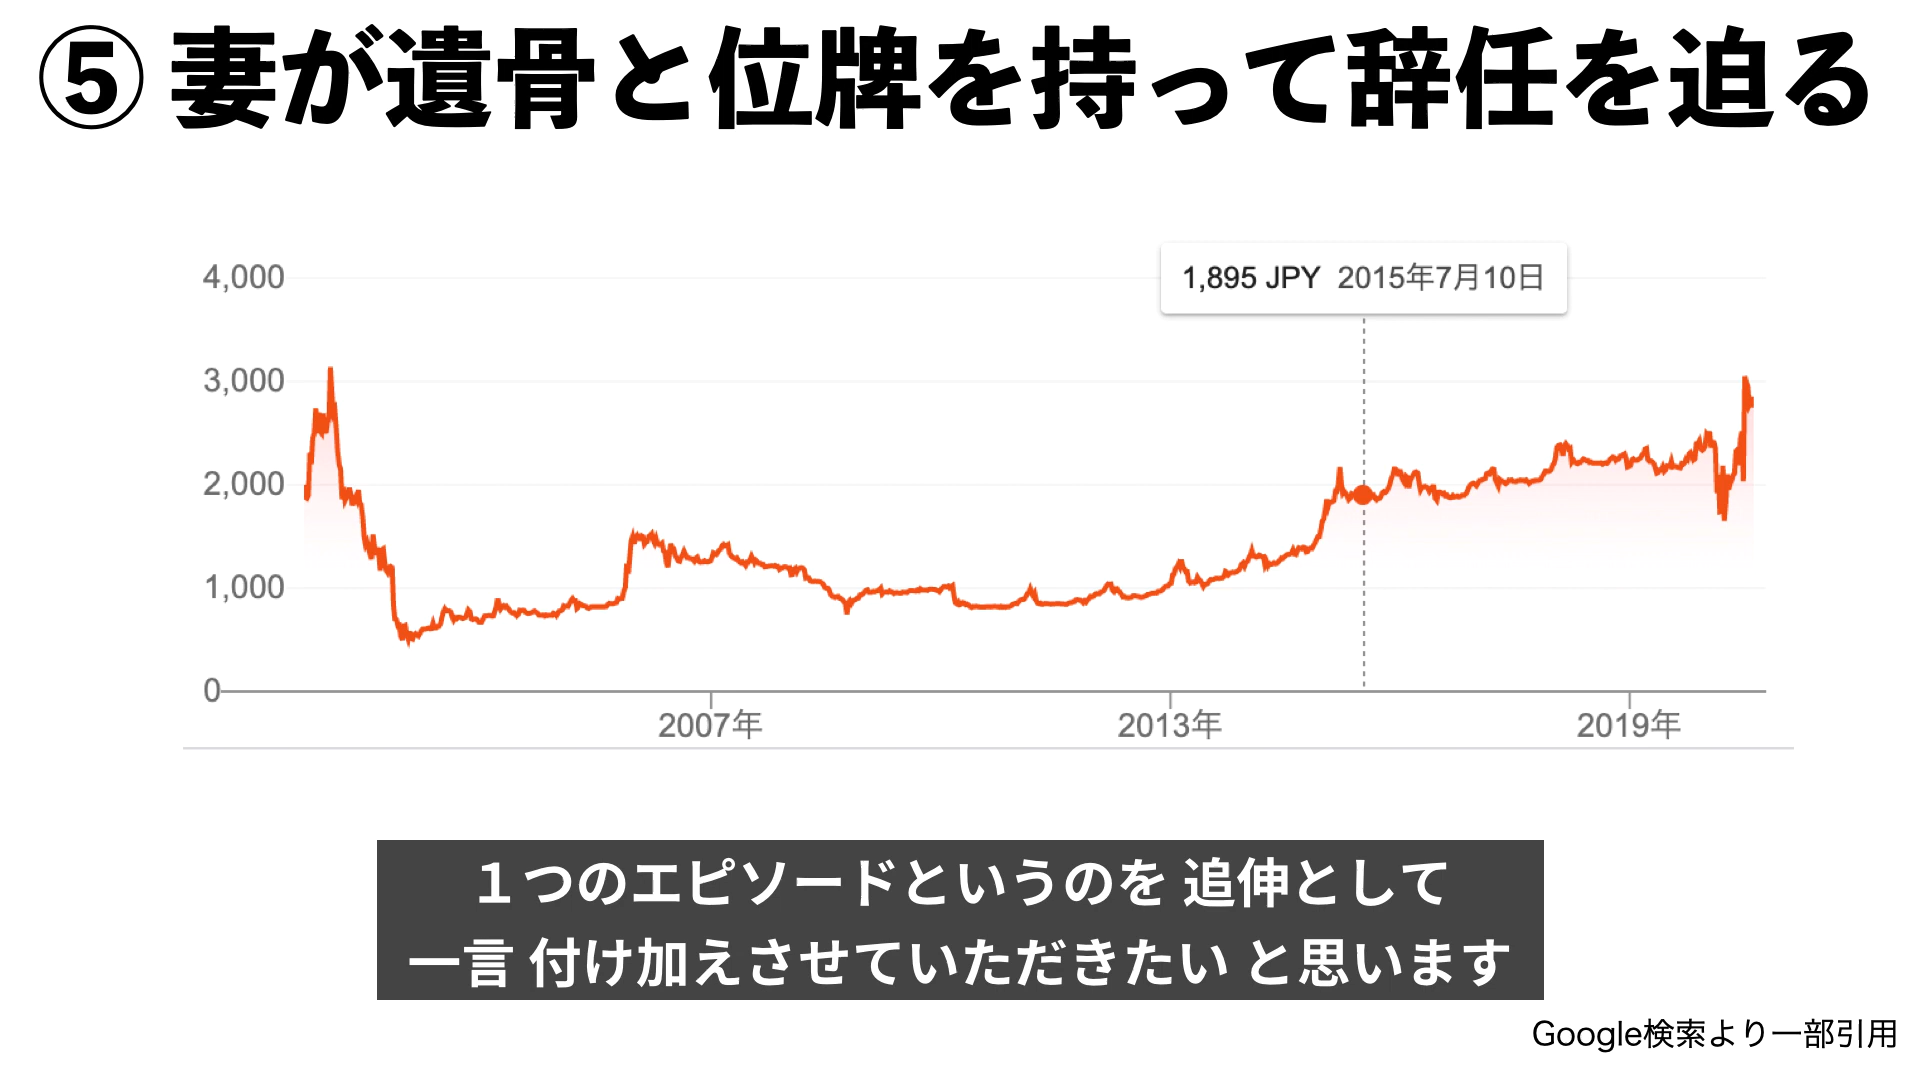 ⑤ 妻が遺骨と位牌を持って辞任を迫る
1,895 JPY 2015年7月10日
4,000
3,000
2,000
1,000
0
2007年
2013年
2019年
１つのエピソードというのを 追伸として
一言 付け加えさせていただきたい と思います
Google検索より一部引用